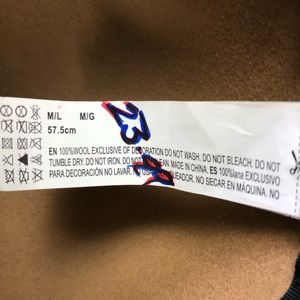 M/L M/G
57.5cm
23.98
EN 100%WOOL EXCLUSIVE OF DECORATION DO NOT WASH. DO NOT BLEACH. DO NOT
TUMBLE DRY. DO NOT IRON. DO NOT CLEAN. MADE IN CHINA. ES 100%lana EXCLUSIVO
PARA DECORACIÓN NO LAVAR. NO BLANQUEADOR. NO SECAR EN MÁQUINA. NO